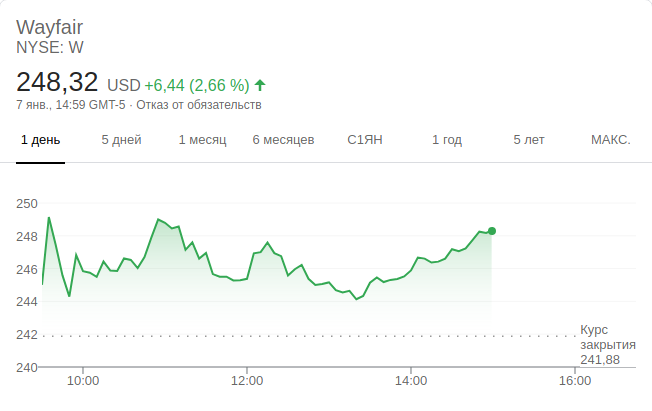 Wayfair
NYSE: W
248,32 USD +6,44 (2,66 %)
7 янв., 14:59 GMT-5 · Отказ от обязательств
1 день 5 дней 1 месяц 6 месяцев С1ЯН 1 год 5 лет МАКС.
250
248
246
244
242
240
Курс
закрытия
241,88
10:00 12:00 14:00 16:00